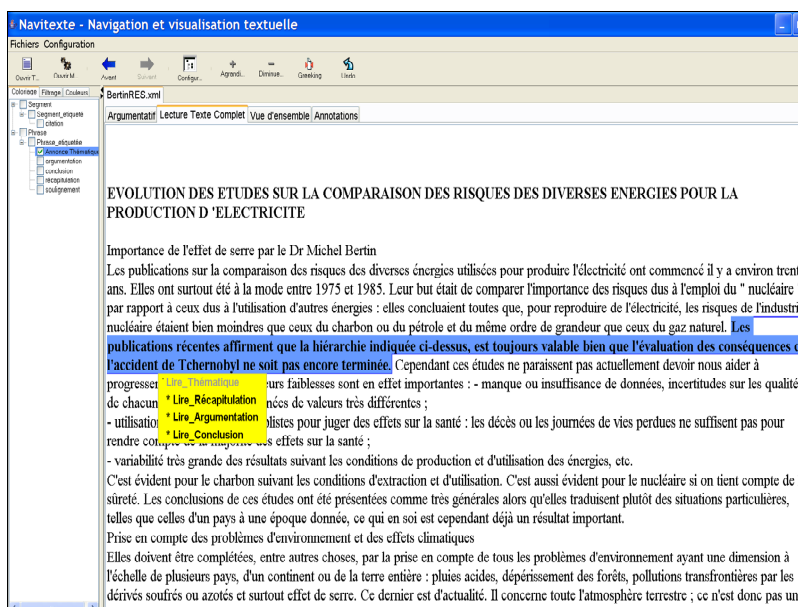 Navitexte - Navigation et visualisation textuelle
Fichiers Configuration
Ouvrir T... Ouvrir M Avant Suivant Configur... Agrandi... Diminue... Greeking Undo
Coloriage Filtrage Couleurs
BertinRES.xml
Argumentatif Lecture Texte Complet Vue d'ensemble Annotations
Segment
Segment_etiquete
citation
Phrase
Phrase_etiquetée
Annonce Thématique
argumentation
conclusion
récapitulation
soulignement
EVOLUTION DES ETUDES SUR LA COMPARAISON DES RISQUES DES DIVERSES ENERGIES POUR LA
PRODUCTION D 'ELECTRICITE
Importance de l'effet de serre par le Dr Michel Bertin
Les publications sur la comparaison des risques des diverses énergies utilisées pour produire l'électricité ont commencé il y a environ trent
ans. Elles ont surtout été à la mode entre 1975 et 1985. Leur but était de comparer l'importance des risques dus à l'emploi du " nucléaire
par rapport à ceux dus à l'utilisation d'autres énergies : elles concluaient toutes que, pour reproduire de l'électricité, les risques de l'industri
nucléaire étaient bien moindres que ceux du charbon ou du pétrole et du même ordre de grandeur que ceux du gaz naturel. Les
publications récentes affirment que la hiérarchie indiquée ci-dessus, est toujours valable bien que l'évaluation des conséquences d
l'accident de Tchernobyl ne soit pas encore terminée. Cependant ces études ne paraissent pas actuellement devoir nous aider à
progresser eurs faiblesses sont en effet importantes : - manque ou insuffisance de données, incertitudes sur les qualité
de chacun nées de valeurs très différentes ;
- utilisation plistes pour juger des effets sur la santé : les décès ou les journées de vies perdues ne suffisent pas pour
rendre compte de la majorité des effets sur la santé ;
Lire_Thématique
* Lire_Récapitulation
* Lire_Argumentation
* Lire_Conclusion
- variabilité très grande des résultats suivant les conditions de production et d'utilisation des énergies, etc.
C'est évident pour le charbon suivant les conditions d'extraction et d'utilisation. C'est aussi évident pour le nucléaire si on tient compte de
sûreté. Les conclusions de ces études ont été présentées comme très générales alors qu'elles traduisent plutôt des situations particulières,
telles que celles d'un pays à une époque donnée, ce qui en soi est cependant déjà un résultat important.
Prise en compte des problèmes d'environnement et des effets climatiques
Elles doivent être complétées, entre autres choses, par la prise en compte de tous les problèmes d'environnement ayant une dimension à
l'échelle de plusieurs pays, d'un continent ou de la terre entière : pluies acides, dépérissement des forêts, pollutions transfrontières par les
dérivés soufrés ou azotés et surtout effet de serre. Ce dernier est d'actualité. Il concerne toute l'atmosphère terrestre ; ce n'est donc pas un